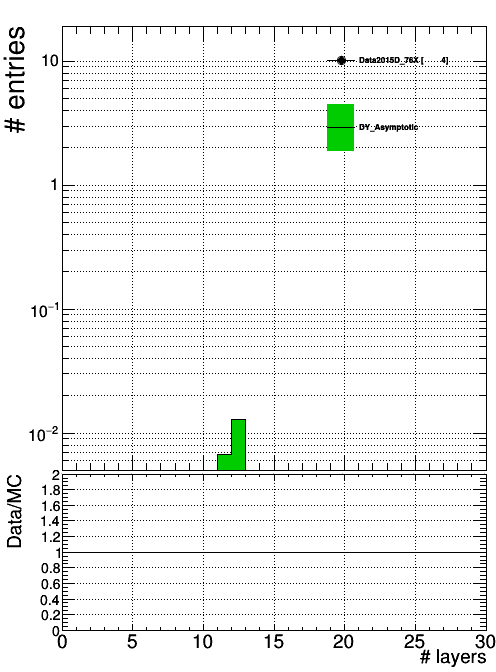 # entries
10
1
10⁻¹
10⁻²
Data2015D_76X [ 4]
DY_Asymptotic
Data/MC
2
1.8
1.6
1.4
1.2
1
0.8
0.6
0.4
0.2
0
0 5 10 15 20 25 30
# layers